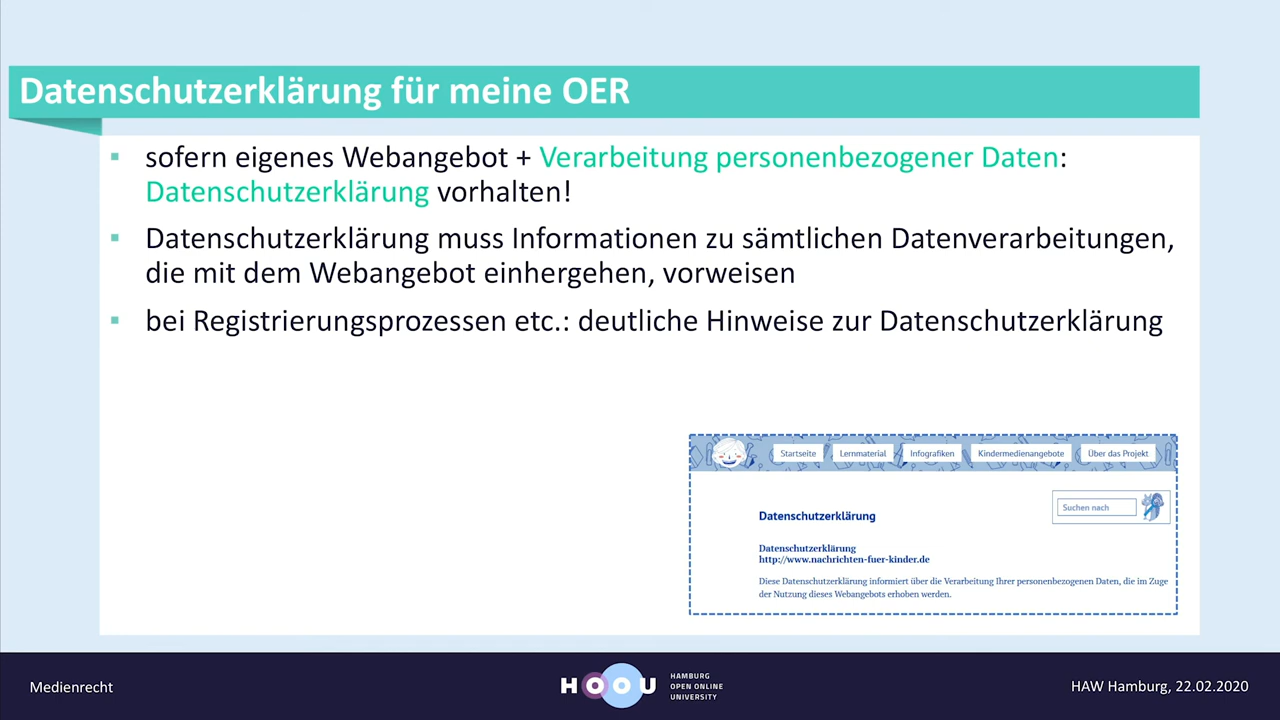 Datenschutzerklärung für meine OER
▪ sofern eigenes Webangebot + Verarbeitung personenbezogener Daten:
Datenschutzerklärung vorhalten!
▪ Datenschutzerklärung muss Informationen zu sämtlichen Datenverarbeitungen,
die mit dem Webangebot einhergehen, vorweisen
▪ bei Registrierungsprozessen etc.: deutliche Hinweise zur Datenschutzerklärung
Startseite Lernmaterial Infografiken Kindermedienangebote Über das Projekt
Suchen nach
Datenschutzerklärung
Datenschutzerklärung
http://www.nachrichten-fuer-kinder.de
Diese Datenschutzerklärung informiert über die Verarbeitung Ihrer personenbezogenen Daten, die im Zuge
der Nutzung dieses Webangebots erhoben werden.
Medienrecht
HOOU
HAMBURG
OPEN ONLINE
UNIVERSITY
HAW Hamburg, 22.02.2020